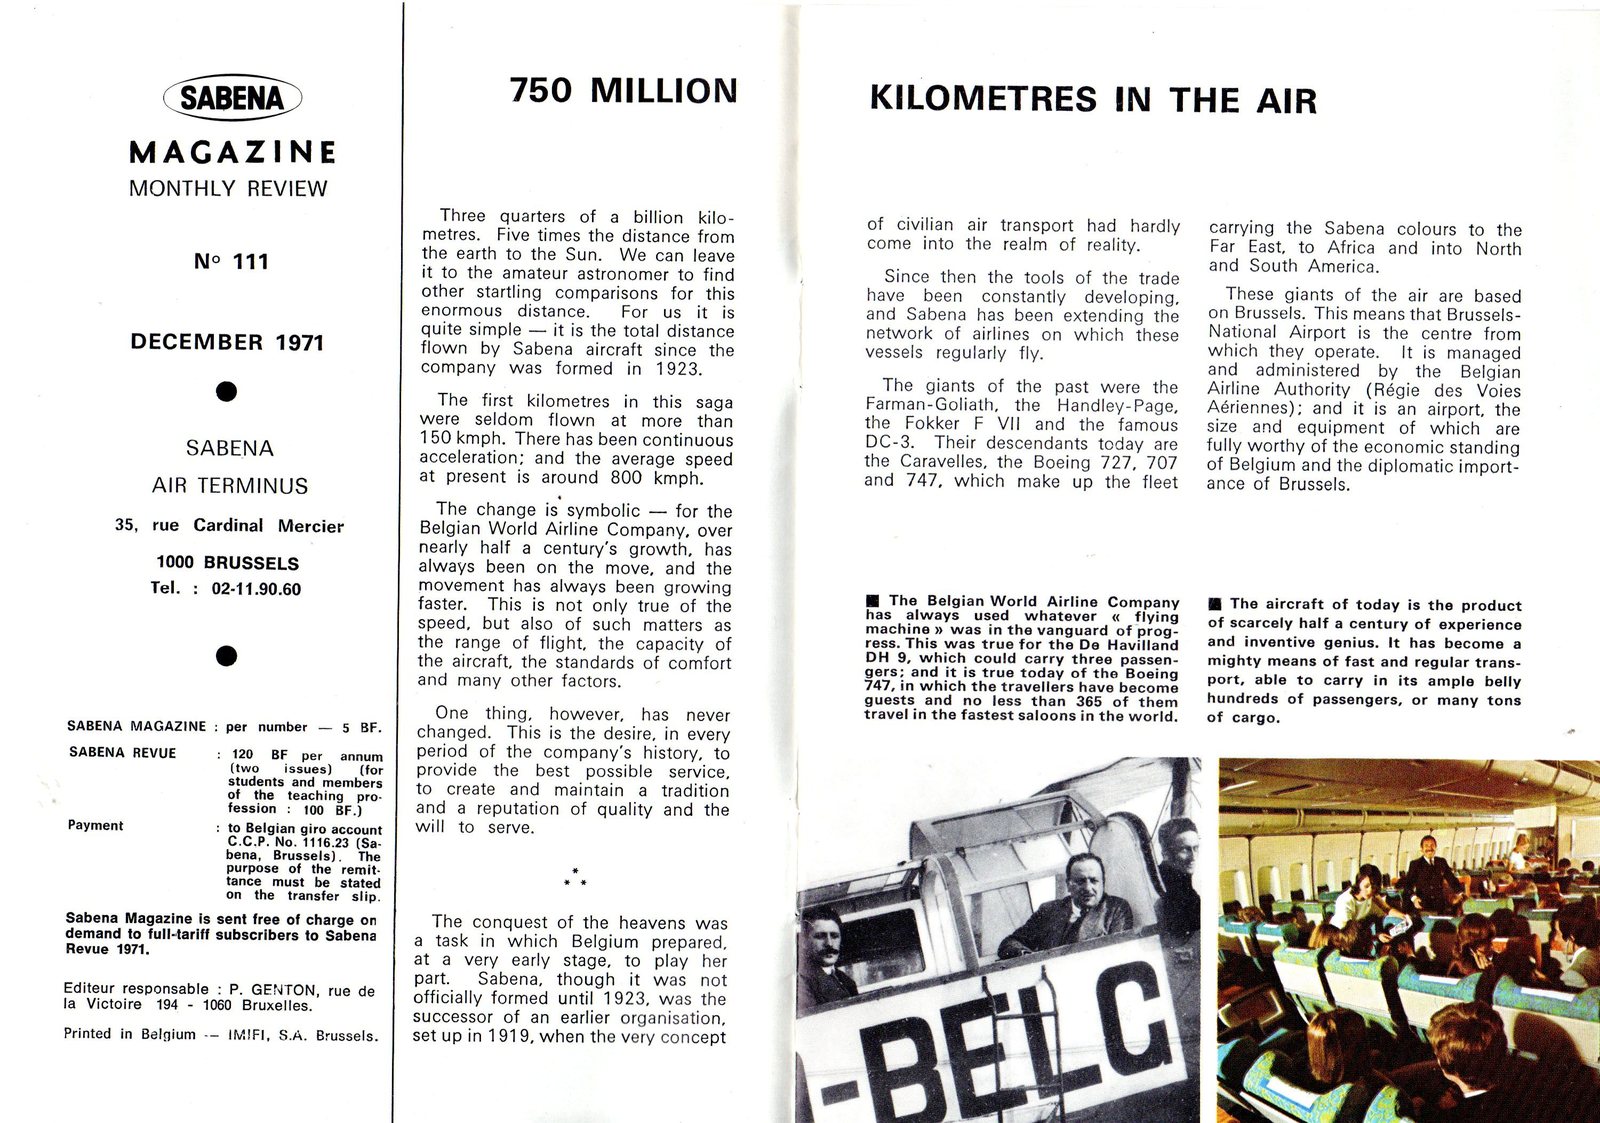 SABENA
MAGAZINE
MONTHLY REVIEW
No 111
DECEMBER 1971
SABENA
AIR TERMINUS
35, rue Cardinal Mercier
1000 BRUSSELS
Tel. : 02-11.90.60
SABENA MAGAZINE : per number — 5 BF.
SABENA REVUE : 120 BF per annum
(two issues) (for
students and members
of the teaching pro-
fession : 100 BF.)
Payment : to Belgian giro account
C.C.P. No. 1116.23 (Sa-
bena, Brussels). The
purpose of the remit-
tance must be stated
on the transfer slip.
Sabena Magazine is sent free of charge on
demand to full-tariff subscribers to Sabena
Revue 1971.
Editeur responsable : P. GENTON, rue de
la Victoire 194 - 1060 Bruxelles.
Printed in Belgium -- IMIFI, S.A. Brussels.
750 MILLION KILOMETRES IN THE AIR
Three quarters of a billion kilo-
metres. Five times the distance from
the earth to the Sun. We can leave
it to the amateur astronomer to find
other startling comparisons for this
enormous distance. For us it is
quite simple — it is the total distance
flown by Sabena aircraft since the
company was formed in 1923.
The first kilometres in this saga
were seldom flown at more than
150 kmph. There has been continuous
acceleration; and the average speed
at present is around 800 kmph.
The change is symbolic — for the
Belgian World Airline Company, over
nearly half a century's growth, has
always been on the move, and the
movement has always been growing
faster. This is not only true of the
speed, but also of such matters as
the range of flight, the capacity of
the aircraft, the standards of comfort
and many other factors.
One thing, however, has never
changed. This is the desire, in every
period of the company's history, to
provide the best possible service,
to create and maintain a tradition
and a reputation of quality and the
will to serve.
*
* *
The conquest of the heavens was
a task in which Belgium prepared,
at a very early stage, to play her
part. Sabena, though it was not
officially formed until 1923, was the
successor of an earlier organisation,
set up in 1919, when the very concept
of civilian air transport had hardly
come into the realm of reality.
Since then the tools of the trade
have been constantly developing,
and Sabena has been extending the
network of airlines on which these
vessels regularly fly.
The giants of the past were the
Farman-Goliath, the Handley-Page,
the Fokker F VII and the famous
DC-3. Their descendants today are
the Caravelles, the Boeing 727, 707
and 747, which make up the fleet
carrying the Sabena colours to the
Far East, to Africa and into North
and South America.
These giants of the air are based
on Brussels. This means that Brussels-
National Airport is the centre from
which they operate. It is managed
and administered by the Belgian
Airline Authority (Régie des Voies
Aériennes); and it is an airport, the
size and equipment of which are
fully worthy of the economic standing
of Belgium and the diplomatic import-
ance of Brussels.
■ The Belgian World Airline Company
has always used whatever « flying
machine » was in the vanguard of prog-
ress. This was true for the De Havilland
DH 9, which could carry three passen-
gers; and it is true today of the Boeing
747, in which the travellers have become
guests and no less than 365 of them
travel in the fastest saloons in the world.
■ The aircraft of today is the product
of scarcely half a century of experience
and inventive genius. It has become a
mighty means of fast and regular trans-
port, able to carry in its ample belly
hundreds of passengers, or many tons
of cargo.
-BELG